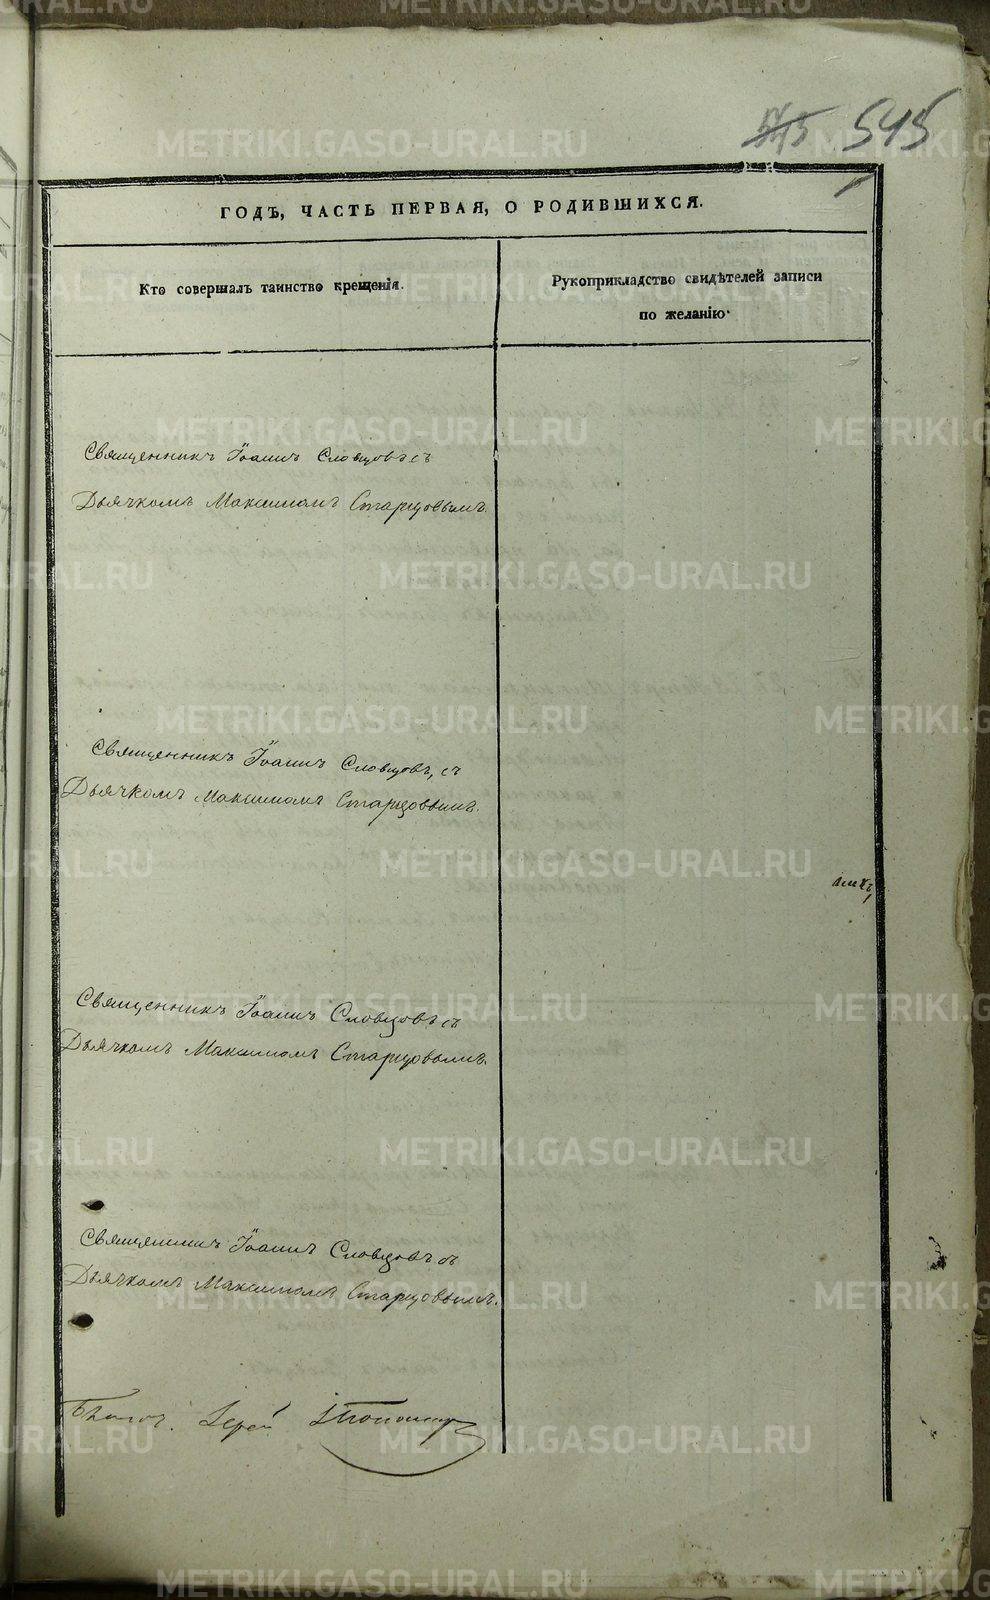 545 545
ГОДЪ, ЧАСТЬ ПЕРВАЯ, О РОДИВШИХСЯ.
Кто совершалъ таинство крещенія.
Рукоприкладство свидѣтелей записи
по желанію.
Священникъ Іоаннъ Словцовъ съ
Дьячкомъ Максимомъ Старцовымъ.
Священникъ Іоаннъ Словцовъ, съ
Дьячкомъ Максимомъ Старцовымъ.
Священникъ Іоаннъ Словцовъ съ
Дьячкомъ Максимомъ Старцовымъ.
Священникъ Іоаннъ Словцовъ съ
Дьячкомъ Максимомъ Старцовымъ.
Іерей
METRIKI.GASO-URAL.RU